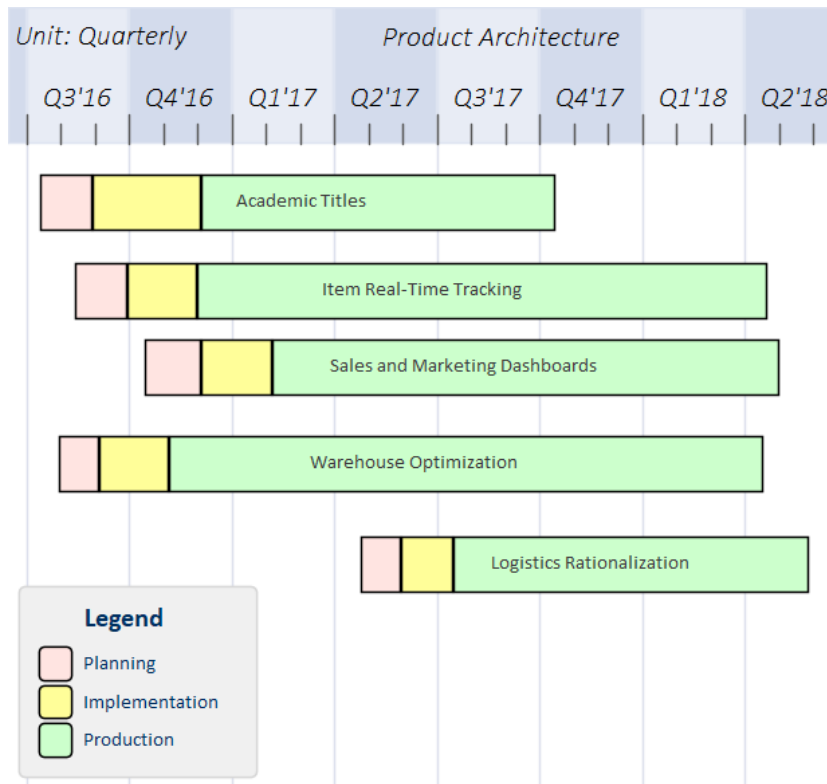 Unit: Quarterly
Product Architecture
Q3'16 Q4'16 Q1'17 Q2'17 Q3'17 Q4'17 Q1'18 Q2'18
Academic Titles
Item Real-Time Tracking
Sales and Marketing Dashboards
Warehouse Optimization
Logistics Rationalization
Legend
Planning
Implementation
Production